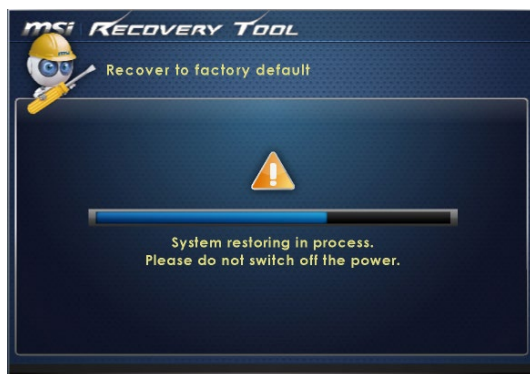 msi RECOVERY TOOL
Recover to factory default
System restoring in process.
Please do not switch off the power.